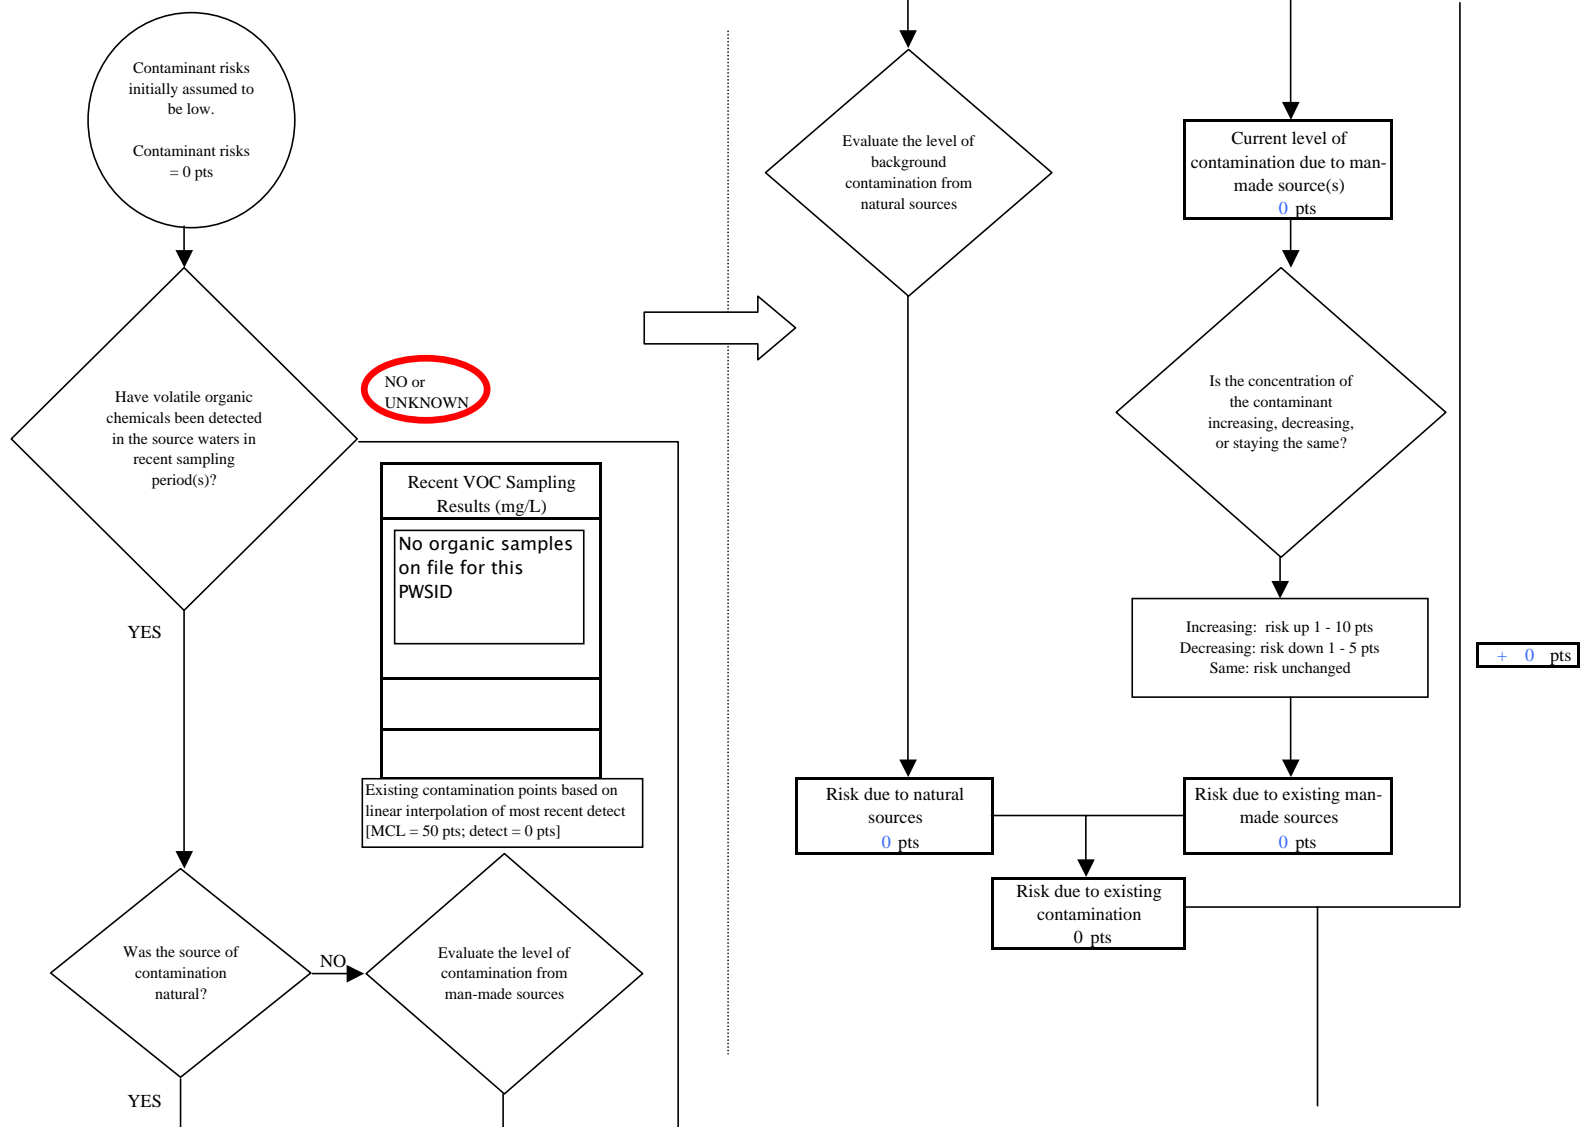 Contaminant risks
initially assumed to
be low.
Contaminant risks
= 0 pts
Have volatile organic
chemicals been detected
in the source waters in
recent sampling
period(s)?
NO or
UNKNOWN
Recent VOC Sampling
Results (mg/L)
No organic samples
on file for this
PWSID
YES
Existing contamination points based on
linear interpolation of most recent detect
[MCL = 50 pts; detect = 0 pts]
Was the source of
contamination
natural?
NO
Evaluate the level of
contamination from
man-made sources
YES
Evaluate the level of
background
contamination from
natural sources
Current level of
contamination due to man-
made source(s)
0 pts
Is the concentration of
the contaminant
increasing, decreasing,
or staying the same?
Increasing: risk up 1 - 10 pts
Decreasing: risk down 1 - 5 pts
Same: risk unchanged
+ 0 pts
Risk due to natural
sources
0 pts
Risk due to existing man-
made sources
0 pts
Risk due to existing
contamination
0 pts